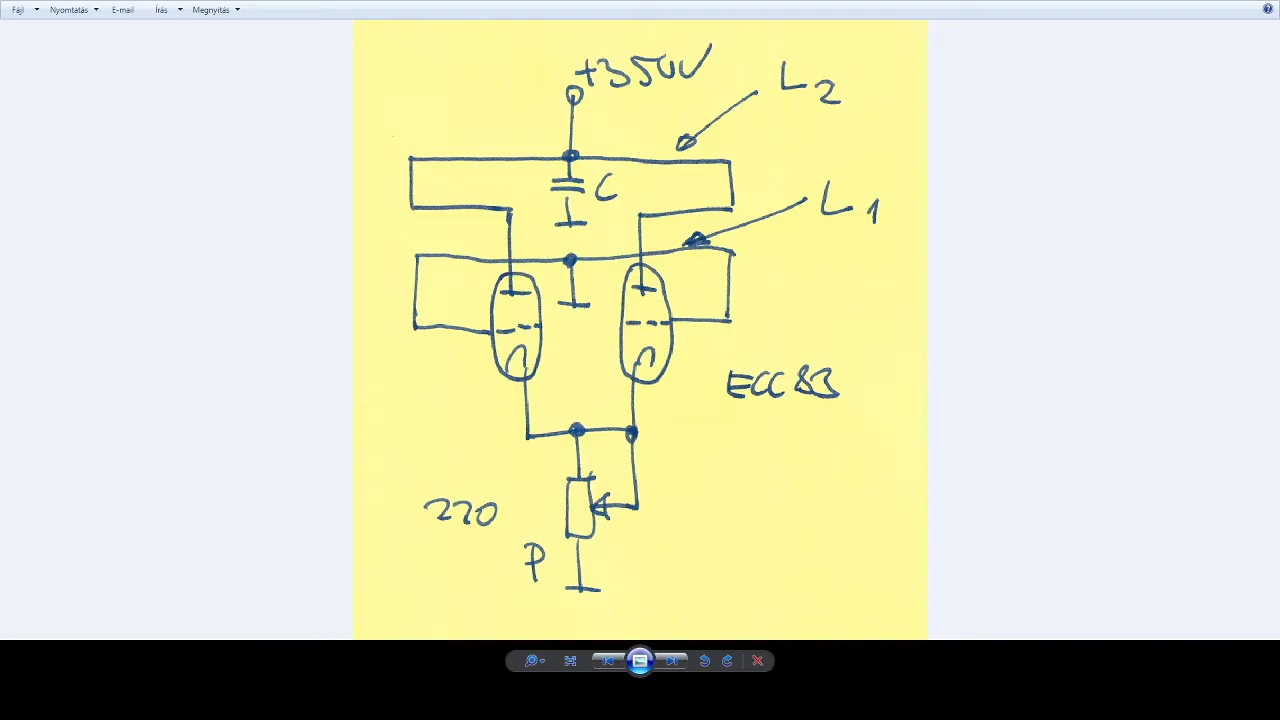 Fájl Nyomtatás E-mail Írás Megnyitás
+350V
L2
C
L1
ECC83
220
P